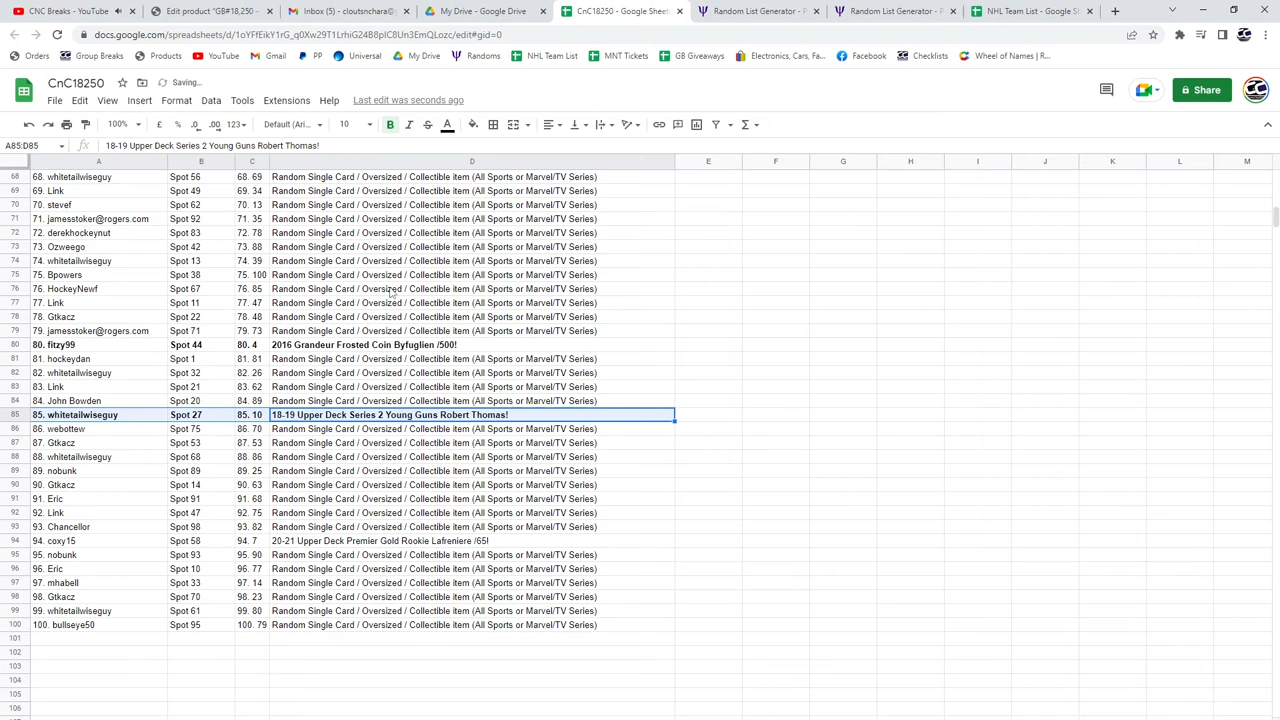 CNC Breaks - YouTube
Edit product "GB#18,250 -
Inbox (5) - cloutsnchara@
My Drive - Google Drive
CnC18250 - Google Sheets
Random List Generator - P
Random List Generator - P
NHL Team List - Google Sh
docs.google.com/spreadsheets/d/1oYFfEikY1rG_q0Xw29T1LrhiG24B8pIC8Un3EmQLozc/edit#gid=0
Orders
Group Breaks
Products
YouTube
Gmail
PP
Universal
My Drive
Randoms
NHL Team List
MNT Tickets
GB Giveaways
Electronics, Cars, Fa...
Facebook
Checklists
Wheel of Names | R...
CnC18250
Saving...
File Edit View Insert Format Data Tools Extensions Help Last edit was seconds ago
Share
100% £ % .0 .00 123 Default (Ari... 10 B I S A
A85:D85 fx 18-19 Upper Deck Series 2 Young Guns Robert Thomas!
A B C D E F G H I J K L M
68 68. whitetailwiseguy Spot 56 68. 69 Random Single Card / Oversized / Collectible item (All Sports or Marvel/TV Series)
69 69. Link Spot 49 69. 34 Random Single Card / Oversized / Collectible item (All Sports or Marvel/TV Series)
70 70. stevef Spot 62 70. 13 Random Single Card / Oversized / Collectible item (All Sports or Marvel/TV Series)
71 71. jamesstoker@rogers.com Spot 92 71. 35 Random Single Card / Oversized / Collectible item (All Sports or Marvel/TV Series)
72 72. derekhockeynut Spot 83 72. 78 Random Single Card / Oversized / Collectible item (All Sports or Marvel/TV Series)
73 73. Ozweego Spot 42 73. 88 Random Single Card / Oversized / Collectible item (All Sports or Marvel/TV Series)
74 74. whitetailwiseguy Spot 13 74. 39 Random Single Card / Oversized / Collectible item (All Sports or Marvel/TV Series)
75 75. Bpowers Spot 38 75. 100 Random Single Card / Oversized / Collectible item (All Sports or Marvel/TV Series)
76 76. HockeyNewf Spot 67 76. 85 Random Single Card / Oversized / Collectible item (All Sports or Marvel/TV Series)
77 77. Link Spot 11 77. 47 Random Single Card / Oversized / Collectible item (All Sports or Marvel/TV Series)
78 78. Gtkacz Spot 22 78. 48 Random Single Card / Oversized / Collectible item (All Sports or Marvel/TV Series)
79 79. jamesstoker@rogers.com Spot 71 79. 73 Random Single Card / Oversized / Collectible item (All Sports or Marvel/TV Series)
80 80. fitzy99 Spot 44 80. 4 2016 Grandeur Frosted Coin Byfuglien /500!
81 81. hockeydan Spot 1 81. 81 Random Single Card / Oversized / Collectible item (All Sports or Marvel/TV Series)
82 82. whitetailwiseguy Spot 32 82. 26 Random Single Card / Oversized / Collectible item (All Sports or Marvel/TV Series)
83 83. Link Spot 21 83. 62 Random Single Card / Oversized / Collectible item (All Sports or Marvel/TV Series)
84 84. John Bowden Spot 20 84. 89 Random Single Card / Oversized / Collectible item (All Sports or Marvel/TV Series)
85 85. whitetailwiseguy Spot 27 85. 10 18-19 Upper Deck Series 2 Young Guns Robert Thomas!
86 86. webottew Spot 75 86. 70 Random Single Card / Oversized / Collectible item (All Sports or Marvel/TV Series)
87 87. Gtkacz Spot 53 87. 53 Random Single Card / Oversized / Collectible item (All Sports or Marvel/TV Series)
88 88. whitetailwiseguy Spot 68 88. 86 Random Single Card / Oversized / Collectible item (All Sports or Marvel/TV Series)
89 89. nobunk Spot 89 89. 25 Random Single Card / Oversized / Collectible item (All Sports or Marvel/TV Series)
90 90. Gtkacz Spot 14 90. 63 Random Single Card / Oversized / Collectible item (All Sports or Marvel/TV Series)
91 91. Eric Spot 91 91. 68 Random Single Card / Oversized / Collectible item (All Sports or Marvel/TV Series)
92 92. Link Spot 47 92. 75 Random Single Card / Oversized / Collectible item (All Sports or Marvel/TV Series)
93 93. Chancellor Spot 98 93. 82 Random Single Card / Oversized / Collectible item (All Sports or Marvel/TV Series)
94 94. coxy15 Spot 58 94. 7 20-21 Upper Deck Premier Gold Rookie Lafreniere /65!
95 95. nobunk Spot 93 95. 90 Random Single Card / Oversized / Collectible item (All Sports or Marvel/TV Series)
96 96. Eric Spot 10 96. 77 Random Single Card / Oversized / Collectible item (All Sports or Marvel/TV Series)
97 97. mhabell Spot 33 97. 14 Random Single Card / Oversized / Collectible item (All Sports or Marvel/TV Series)
98 98. Gtkacz Spot 70 98. 23 Random Single Card / Oversized / Collectible item (All Sports or Marvel/TV Series)
99 99. whitetailwiseguy Spot 61 99. 80 Random Single Card / Oversized / Collectible item (All Sports or Marvel/TV Series)
100 100. bullseye50 Spot 95 100. 79 Random Single Card / Oversized / Collectible item (All Sports or Marvel/TV Series)
101
102
103
104
105
106